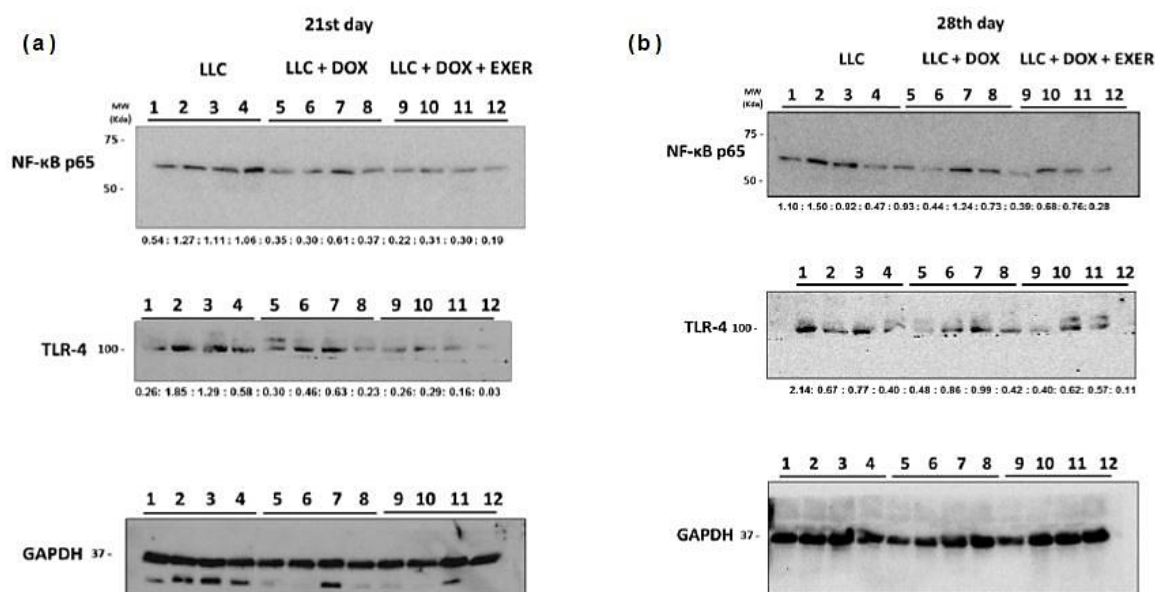 (a)
21st day
LLC LLC + DOX LLC + DOX + EXER
MW
(Kda)
1 2 3 4 5 6 7 8 9 10 11 12
75 -
NF-κB p65
50 -
0.54 : 1.27 : 1.11 : 1.06 : 0.35 : 0.30 : 0.61 : 0.37 : 0.22 : 0.31 : 0.30 : 0.19
1 2 3 4 5 6 7 8 9 10 11 12
TLR-4 100 -
0.26: 1.85 : 1.29 : 0.58 : 0.30 : 0.46: 0.63 : 0.23 : 0.26: 0.29: 0.16: 0.03
1 2 3 4 5 6 7 8 9 10 11 12
GAPDH 37 -
(b)
28th day
LLC LLC + DOX LLC + DOX + EXER
MW
(Kda)
1 2 3 4 5 6 7 8 9 10 11 12
75 -
NF-κB p65
50 -
1.10 : 1.50 : 0.92 : 0.47 : 0.93 : 0.44 : 1.24 : 0.73 : 0.39: 0.68 : 0.76: 0.28
1 2 3 4 5 6 7 8 9 10 11 12
TLR-4 100 -
2.14: 0.67 : 0.77 : 0.40 : 0.48 : 0.86 : 0.99 : 0.42 : 0.40: 0.62: 0.57: 0.11
1 2 3 4 5 6 7 8 9 10 11 12
GAPDH 37 -